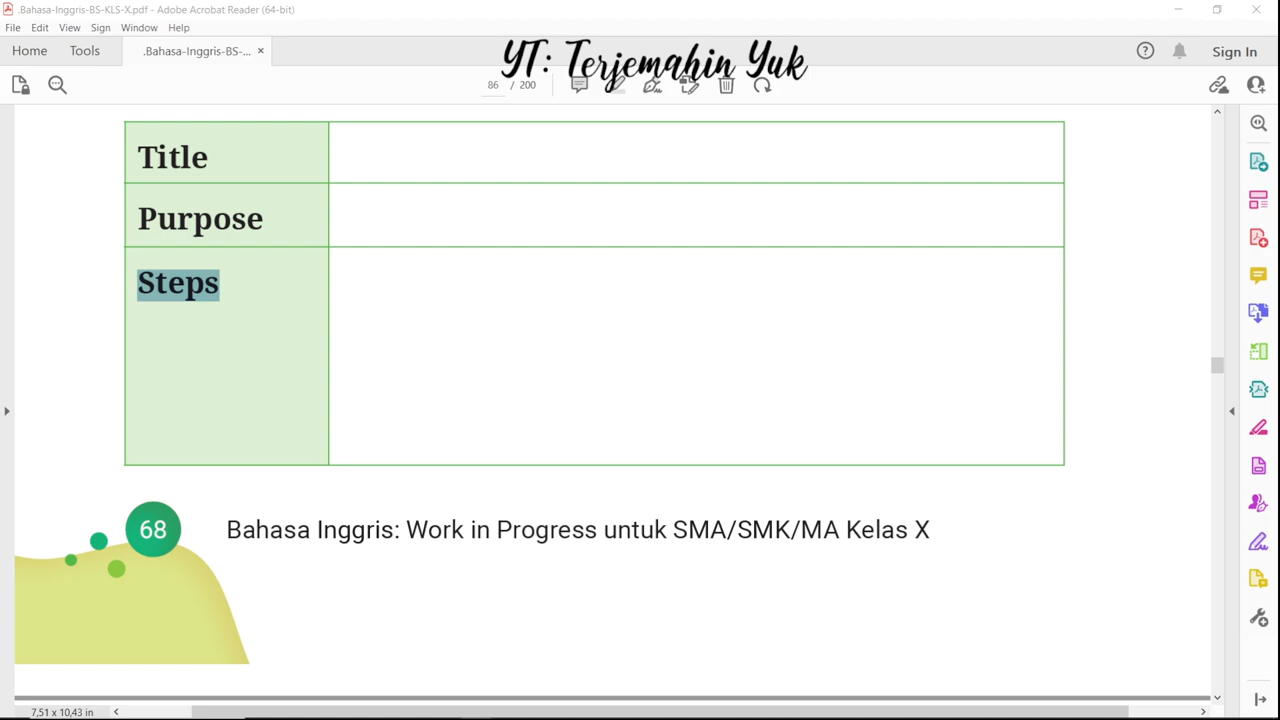 .Bahasa-Inggris-BS-KLS-X.pdf - Adobe Acrobat Reader (64-bit)
File Edit View Sign Window Help
Home Tools .Bahasa-Inggris-BS-... × Sign In
YT: Terjemahin Yuk
86 / 200
Title
Purpose
Steps
68 Bahasa Inggris: Work in Progress untuk SMA/SMK/MA Kelas X
7,51 x 10,43 in